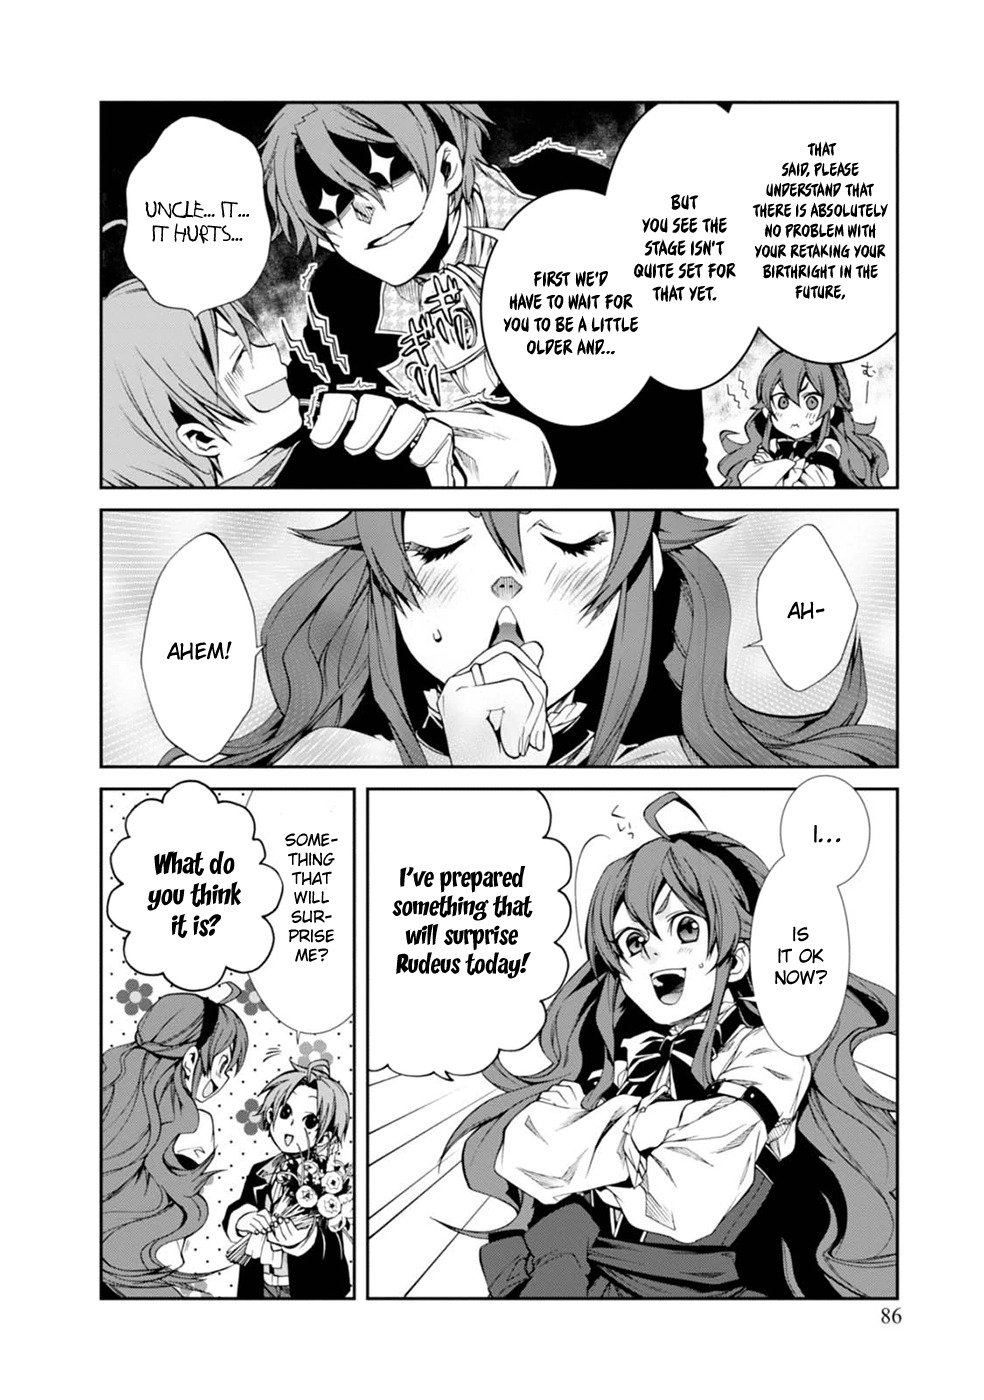 THAT
SAID, PLEASE
UNDERSTAND THAT
THERE IS ABSOLUTELY
NO PROBLEM WITH
YOUR RETAKING YOUR
BIRTHRIGHT IN THE
FUTURE,
BUT
YOU SEE THE
STAGE ISN'T
QUITE SET FOR
THAT YET.
FIRST WE'D
HAVE TO WAIT FOR
YOU TO BE A LITTLE
OLDER AND...
むー
UNCLE... IT...
IT HURTS...
AH-
AHEM!
I...
IS
IT OK
NOW?
I've prepared
something that
will surprise
Rudeus today!
SOME-
THING
THAT
WILL
SUR-
PRISE
ME?
What do
you think
it is?
86